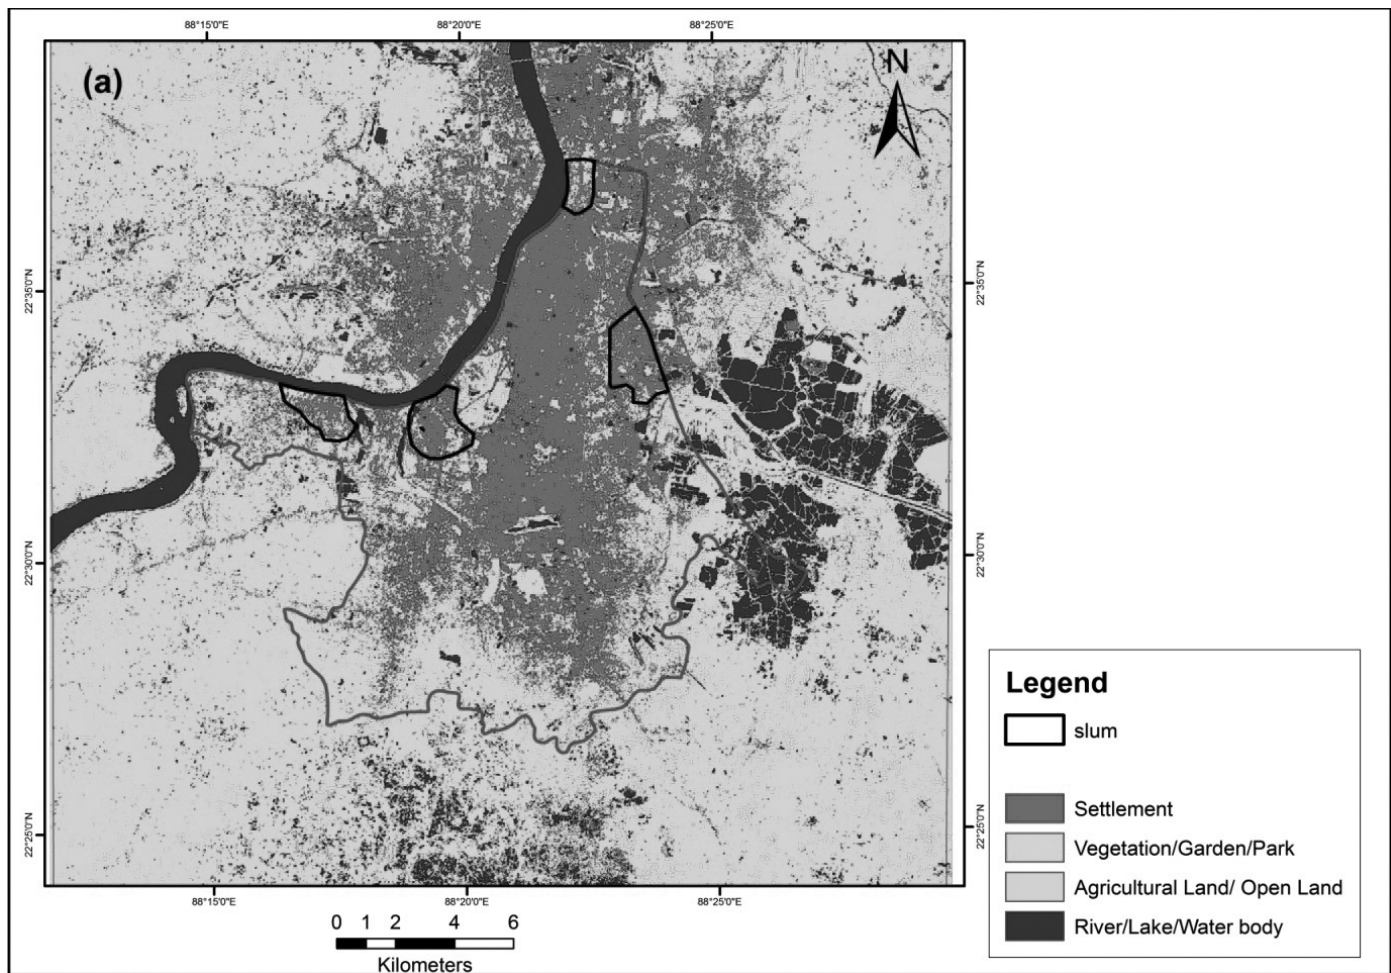 88°15'0"E 88°20'0"E 88°25'0"E
(a)
N
22°35'0"N 22°35'0"N
22°30'0"N 22°30'0"N
22°25'0"N 22°25'0"N
88°15'0"E 88°20'0"E 88°25'0"E
0 1 2 4 6
Kilometers
Legend
slum
Settlement
Vegetation/Garden/Park
Agricultural Land/ Open Land
River/Lake/Water body